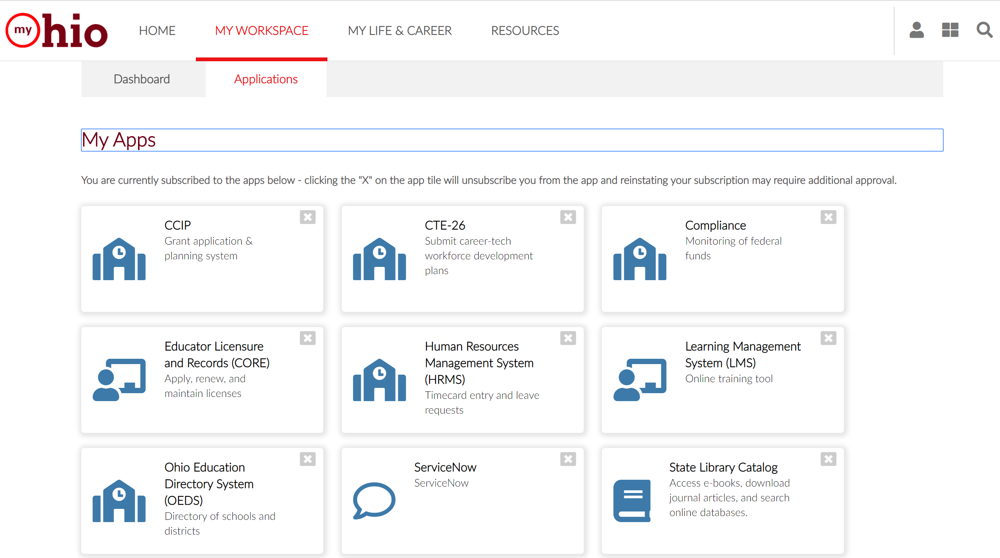 my hio
HOME
MY WORKSPACE
MY LIFE & CAREER
RESOURCES
Dashboard
Applications
My Apps
You are currently subscribed to the apps below - clicking the "X" on the app tile will unsubscribe you from the app and reinstating your subscription may require additional approval.
CCIP
Grant application &
planning system
CTE-26
Submit career-tech
workforce development
plans
Compliance
Monitoring of federal
funds
Educator Licensure
and Records (CORE)
Apply, renew, and
maintain licenses
Human Resources
Management System
(HRMS)
Timecard entry and leave
requests
Learning Management
System (LMS)
Online training tool
Ohio Education
Directory System
(OEDS)
Directory of schools and
districts
ServiceNow
ServiceNow
State Library Catalog
Access e-books, download
journal articles, and search
online databases.